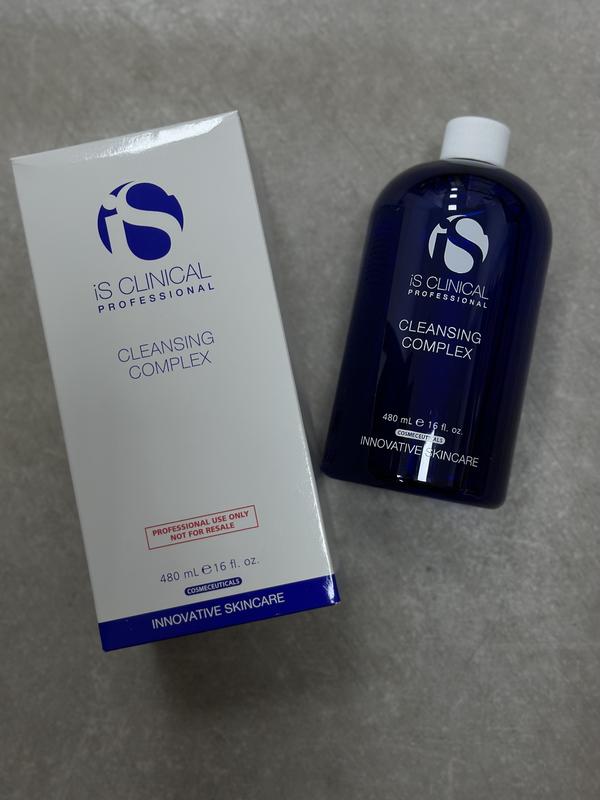 iS
iS CLINICAL
PROFESSIONAL
CLEANSING
COMPLEX
PROFESSIONAL USE ONLY
NOT FOR RESALE
480 mL ℮ 16 fl. oz.
COSMECEUTICALS
INNOVATIVE SKINCARE
iS
iS CLINICAL
PROFESSIONAL
CLEANSING
COMPLEX
480 mL ℮ 16 fl. oz.
COSMECEUTICALS
INNOVATIVE SKINCARE